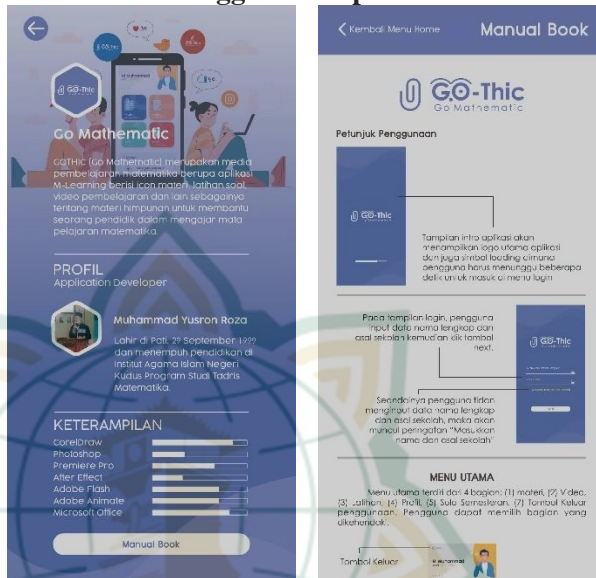 GO-Thic
Go Mathematic
GOTHIC (Go Mathematic) merupakan media
pembelajaran matematika berupa aplikasi
M-Learning berisi icon materi, latihan soal,
video pembelajaran dan lain sebagainya
tentang materi himpunan untuk membantu
seorang pendidik dalam mengajar mata
pelajaran matematika.
PROFIL
Application Developer
Muhammad Yusron Roza
Lahir di Pati, 29 September 1999
dan menempuh pendidikan di
Institut Agama Islam Negeri
Kudus Program Studi Tadris
Matematika.
KETERAMPILAN
CorelDraw
Photoshop
Premiere Pro
After Effect
Adobe Flash
Adobe Animate
Microsoft Office
Manual Book
Kembali Menu Home
Manual Book
GO-Thic
Go Mathematic
Petunjuk Penggunaan
GO-Thic
Tampilan intro aplikasi akan
menampilkan logo utama aplikasi
dan juga simbal loading dimana
pengguna harus menunggu beberapa
detik untuk masuk di menu login
Pada tampilan login, pengguna
input data nama lengkap dan
asal sekolah kemudian klik tombol
next.
GO-Thic
Seandainya pengguna tidan
menginput data nama lengkap
dan asal sekolah, maka akan
muncul peringatan "Masukkan
nama dan asal sekolah"
MENU UTAMA
Menu utama terdiri dari 4 bagian: (1) materi, (2) Video,
(3) Latihan, (4) Profil, (5) Sola Semesteran, (7) Tombol Keluar
penggunaan. Pengguna dapat memilih bagian yang
dikehendaki.
Tombol Keluar